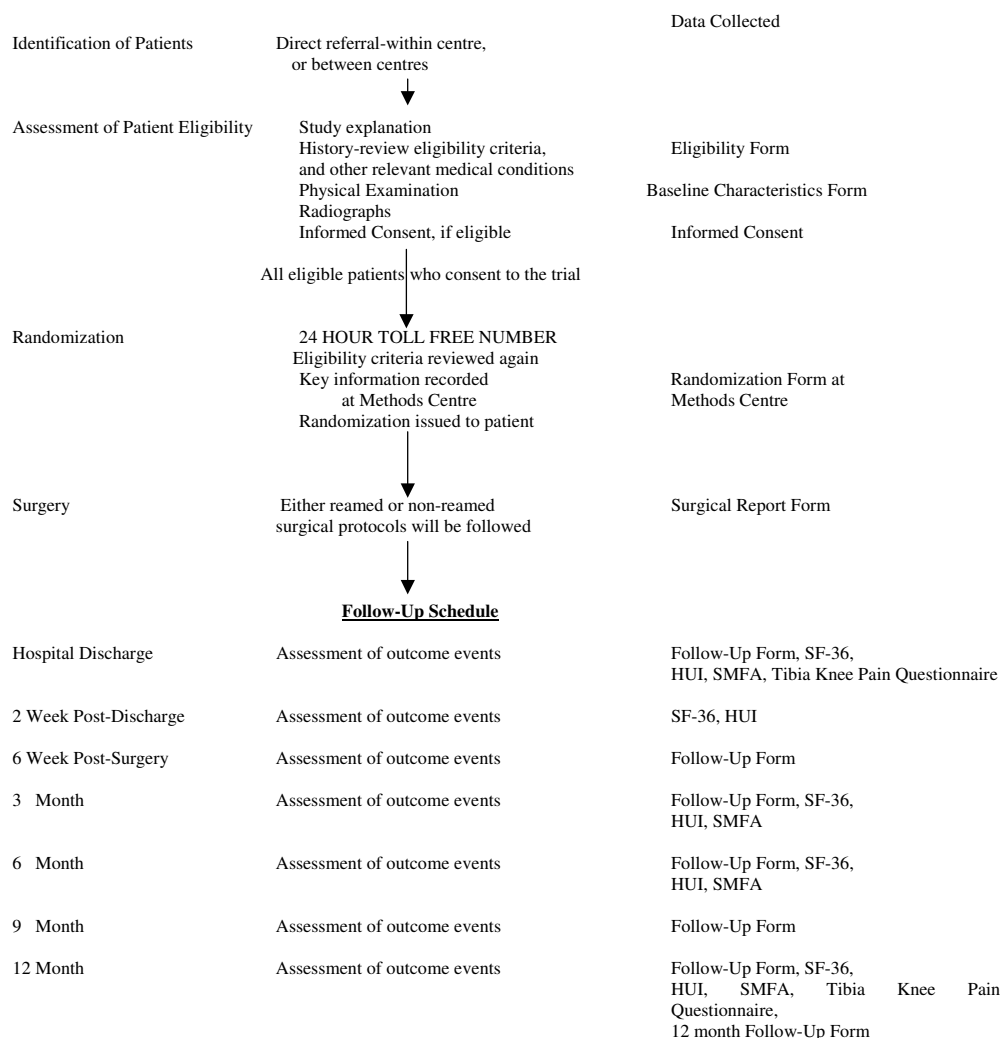 Data Collected
Identification of Patients Direct referral-within centre,
or between centres
Assessment of Patient Eligibility Study explanation
History-review eligibility criteria, Eligibility Form
and other relevant medical conditions
Physical Examination Baseline Characteristics Form
Radiographs
Informed Consent, if eligible Informed Consent
All eligible patients who consent to the trial
Randomization 24 HOUR TOLL FREE NUMBER
Eligibility criteria reviewed again
Key information recorded Randomization Form at
at Methods Centre Methods Centre
Randomization issued to patient
Surgery Either reamed or non-reamed Surgical Report Form
surgical protocols will be followed
Follow-Up Schedule
Hospital Discharge Assessment of outcome events Follow-Up Form, SF-36,
HUI, SMFA, Tibia Knee Pain Questionnaire
2 Week Post-Discharge Assessment of outcome events SF-36, HUI
6 Week Post-Surgery Assessment of outcome events Follow-Up Form
3 Month Assessment of outcome events Follow-Up Form, SF-36,
HUI, SMFA
6 Month Assessment of outcome events Follow-Up Form, SF-36,
HUI, SMFA
9 Month Assessment of outcome events Follow-Up Form
12 Month Assessment of outcome events Follow-Up Form, SF-36,
HUI, SMFA, Tibia Knee Pain
Questionnaire,
12 month Follow-Up Form